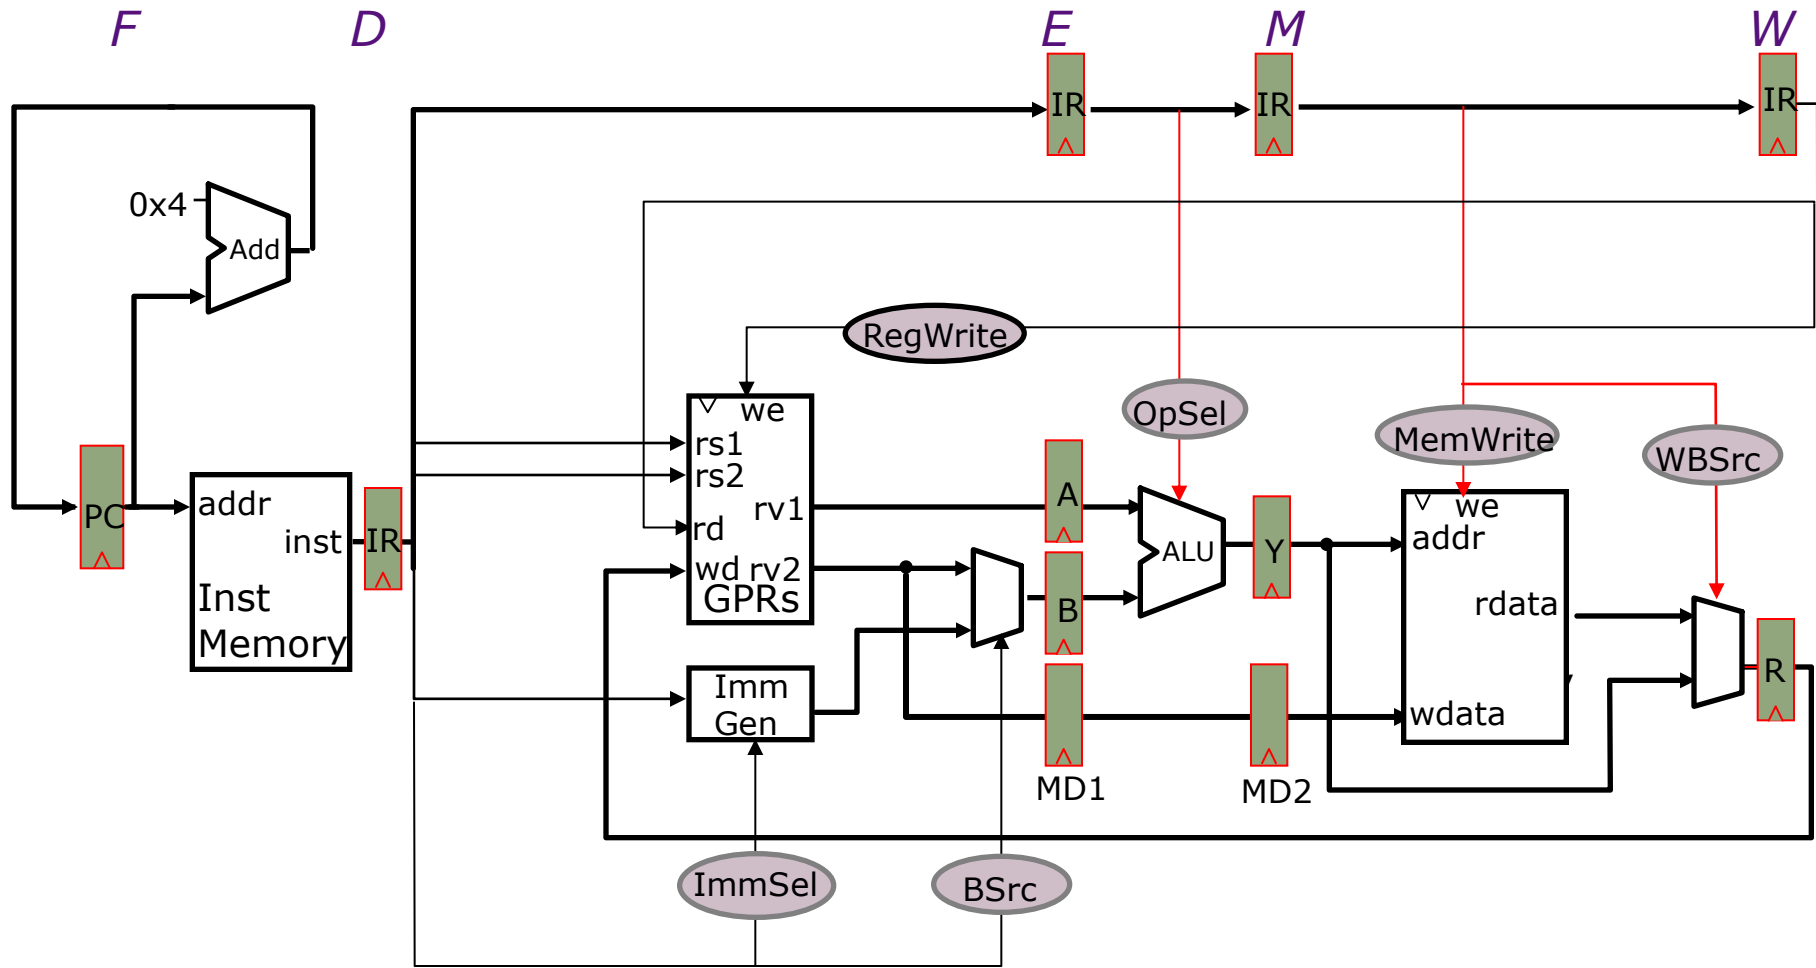 F D E M W
IR IR IR
0x4
Add
RegWrite
we
OpSel
MemWrite
WBSrc
rs1
rs2
rv1
rd
wd rv2
GPRs
PC
addr
inst
Inst
Memory
IR
A
B
ALU
Y
we
addr
rdata
wdata
R
Imm
Gen
MD1
MD2
ImmSel
BSrc